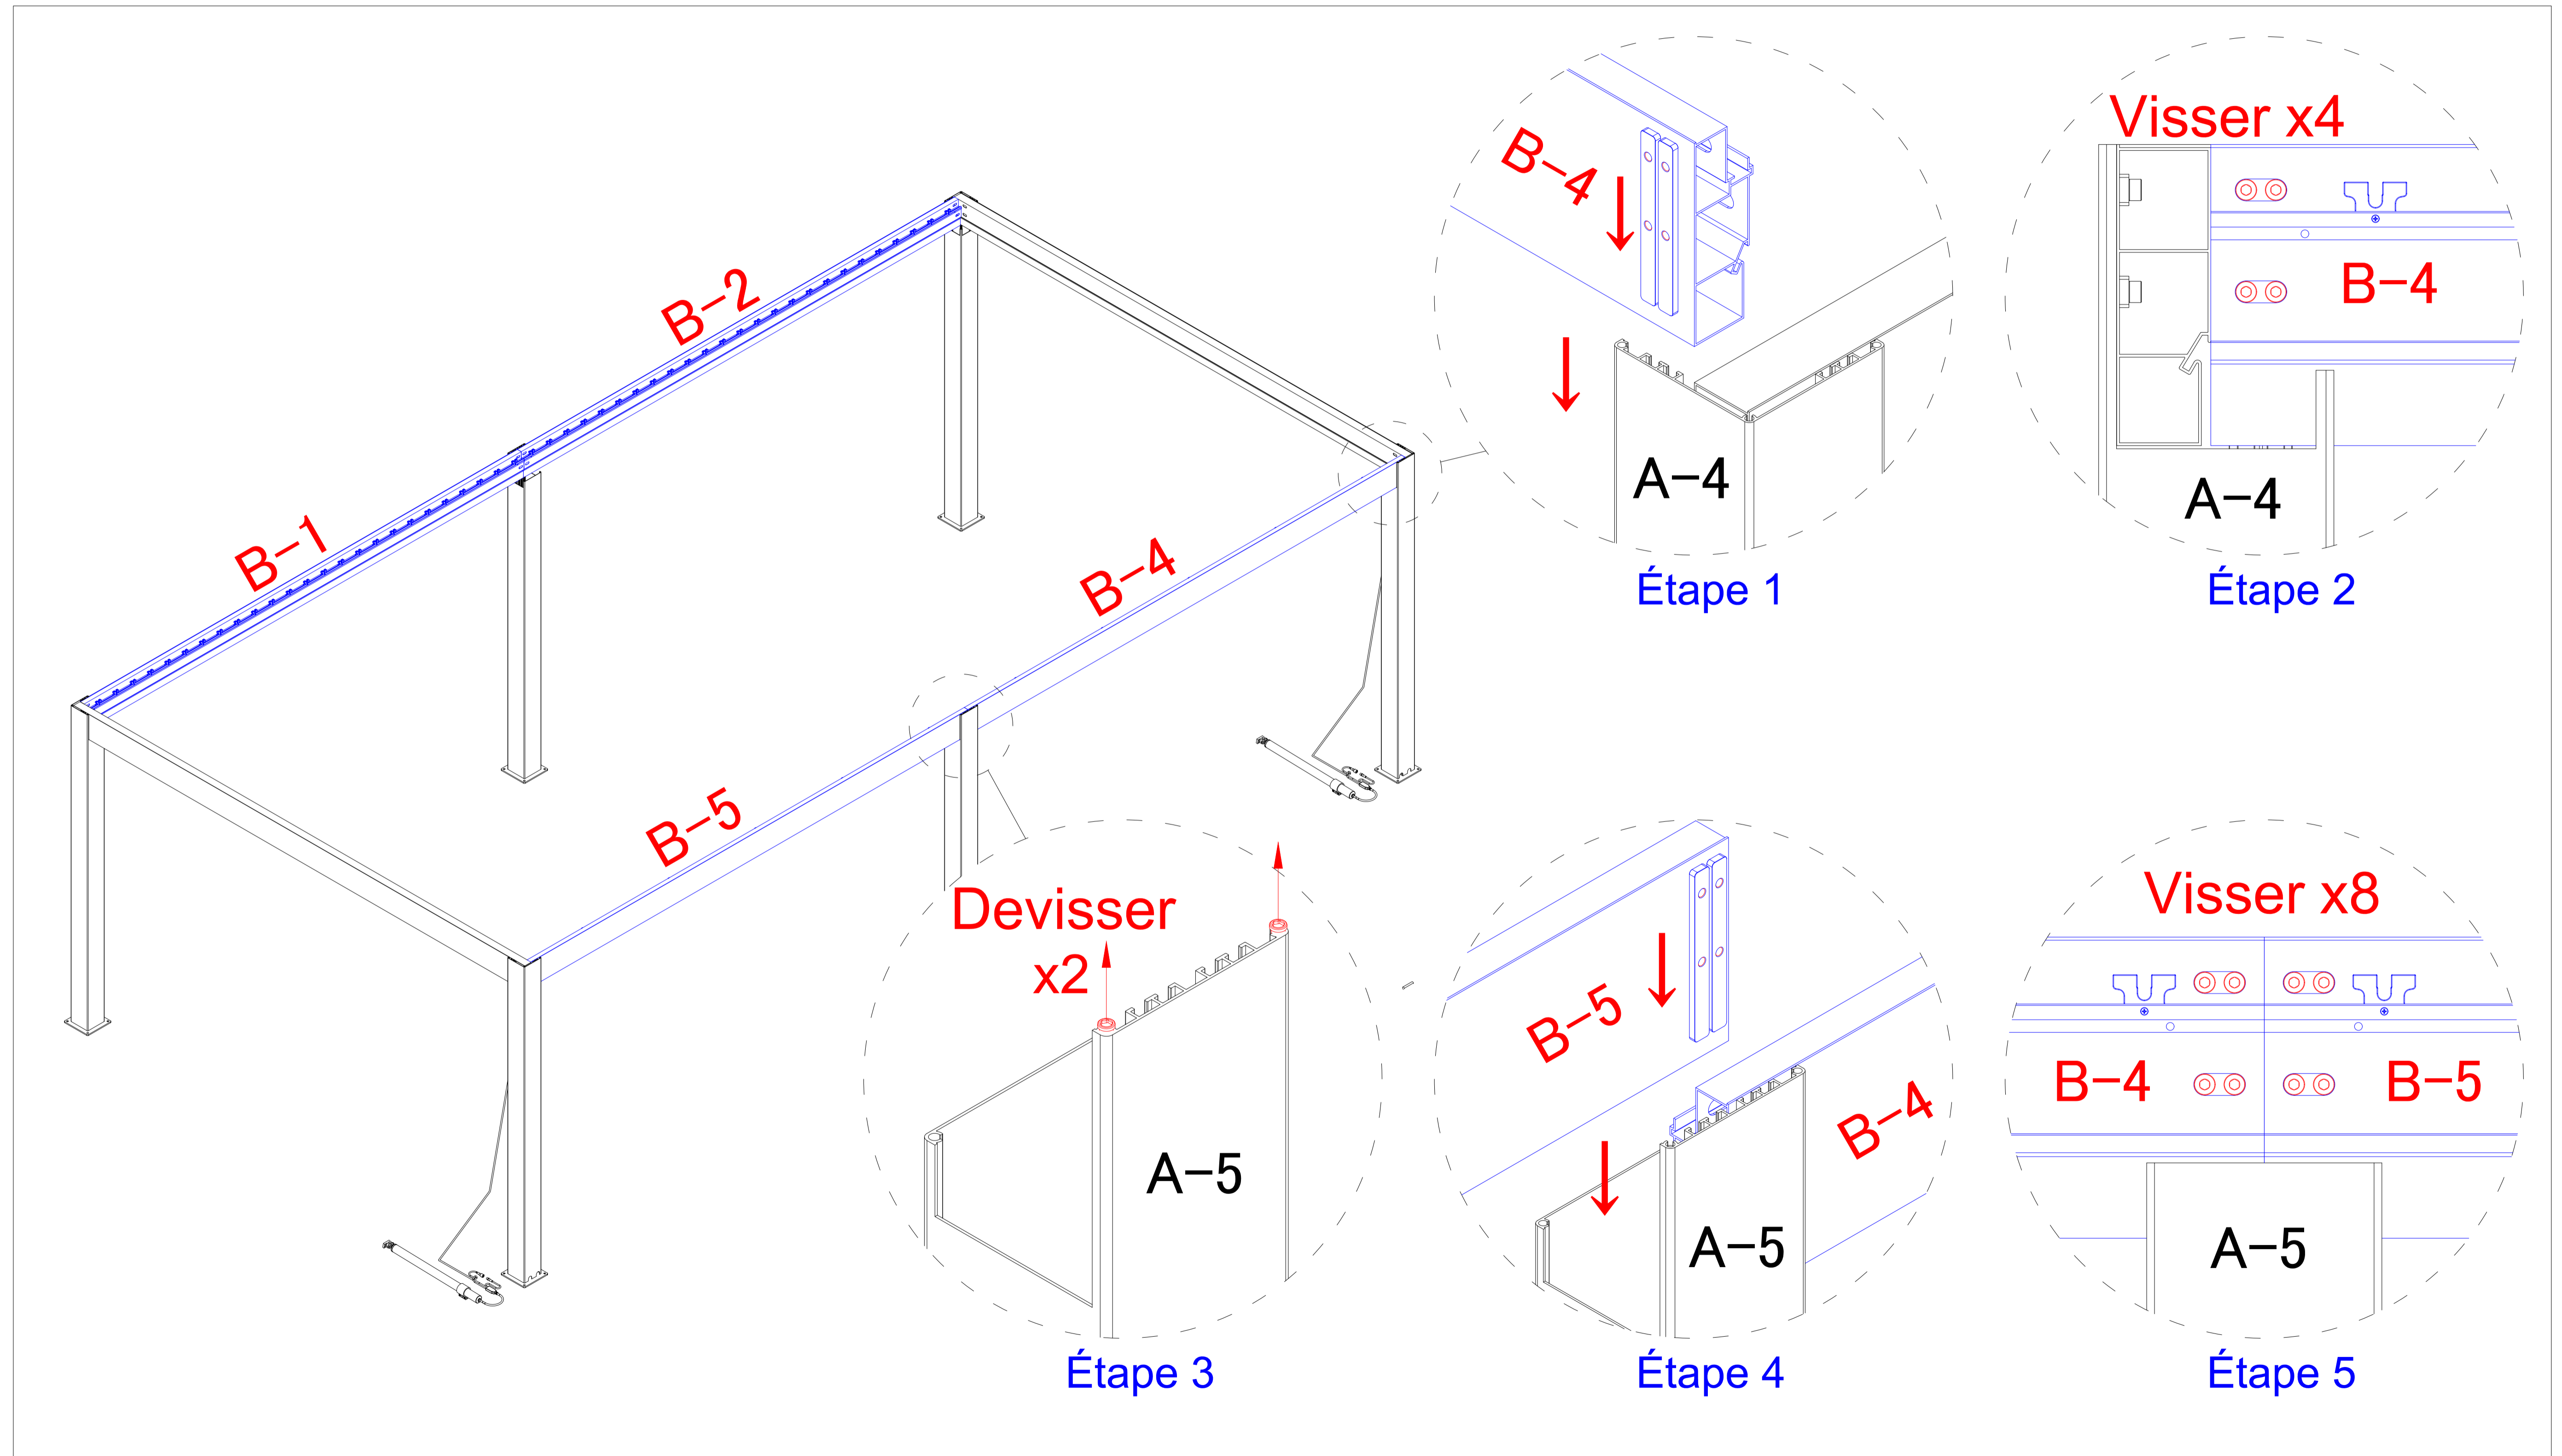 B-2
B-1
B-4
B-5
B-4
A-4
Étape 1
Visser x4
B-4
A-4
Étape 2
Devisser
x2
A-5
Étape 3
B-5
B-4
A-5
Étape 4
Visser x8
B-4
B-5
A-5
Étape 5